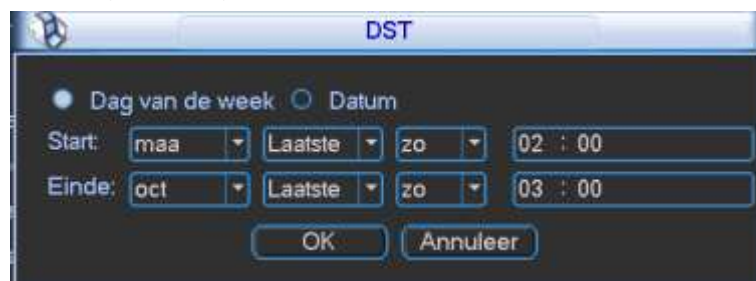 DST
Dag van de week Datum
Start: maa Laatste zo 02 : 00
Einde: oct Laatste zo 03 : 00
OK Annuleer